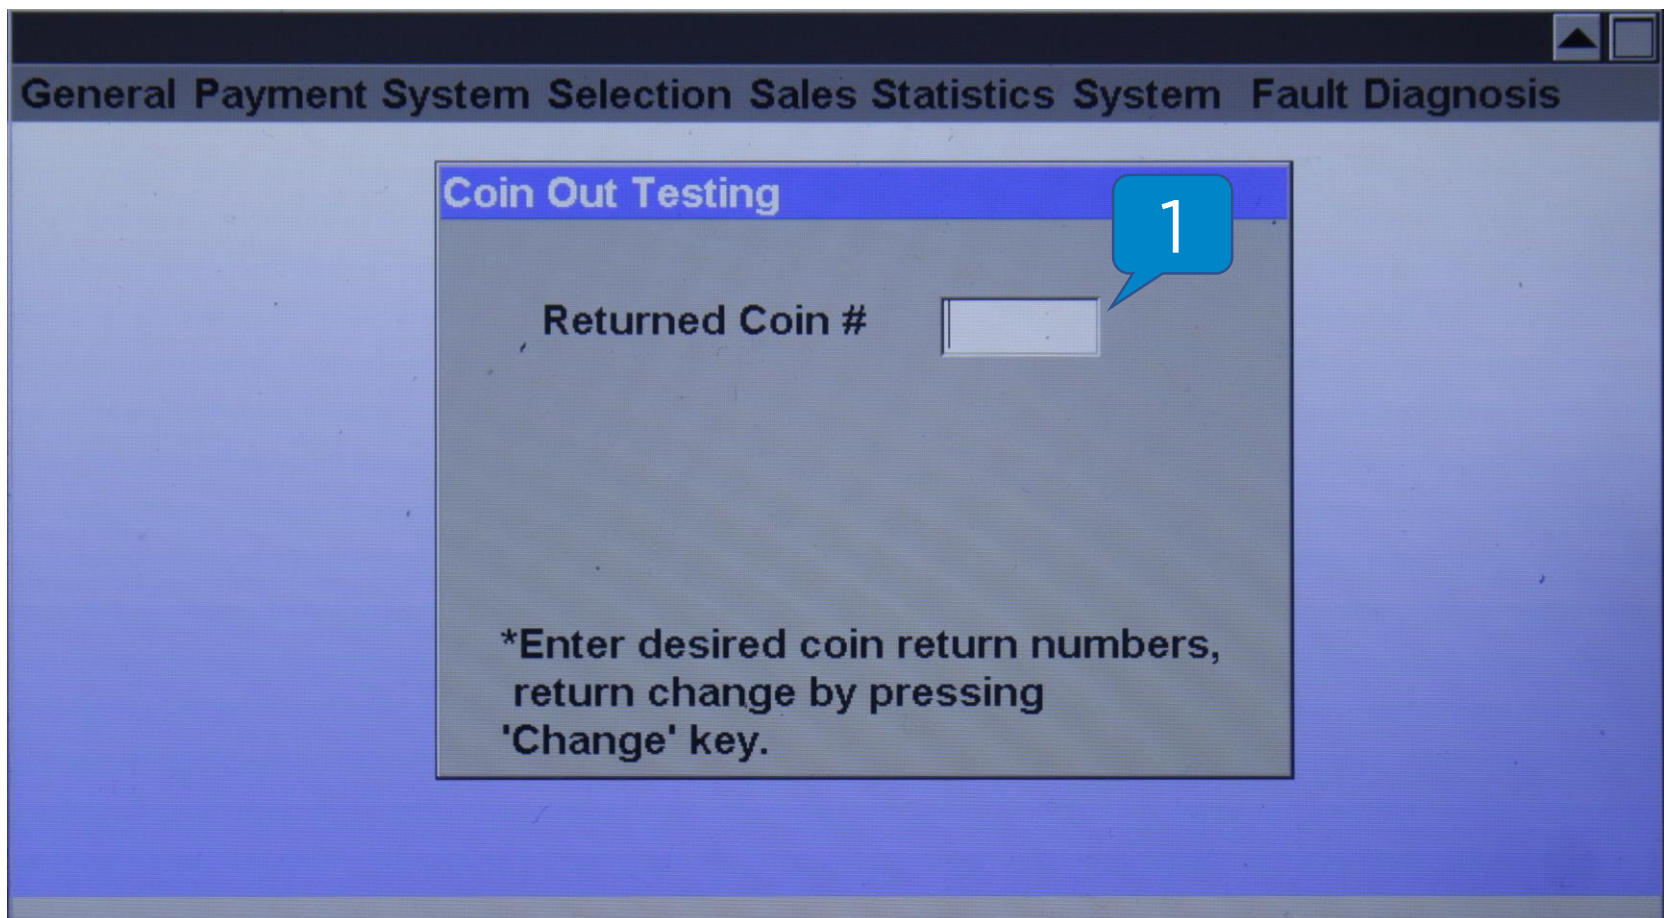 General Payment System Selection Sales Statistics System Fault Diagnosis
Coin Out Testing
1
Returned Coin #
*Enter desired coin return numbers,
return change by pressing
'Change' key.